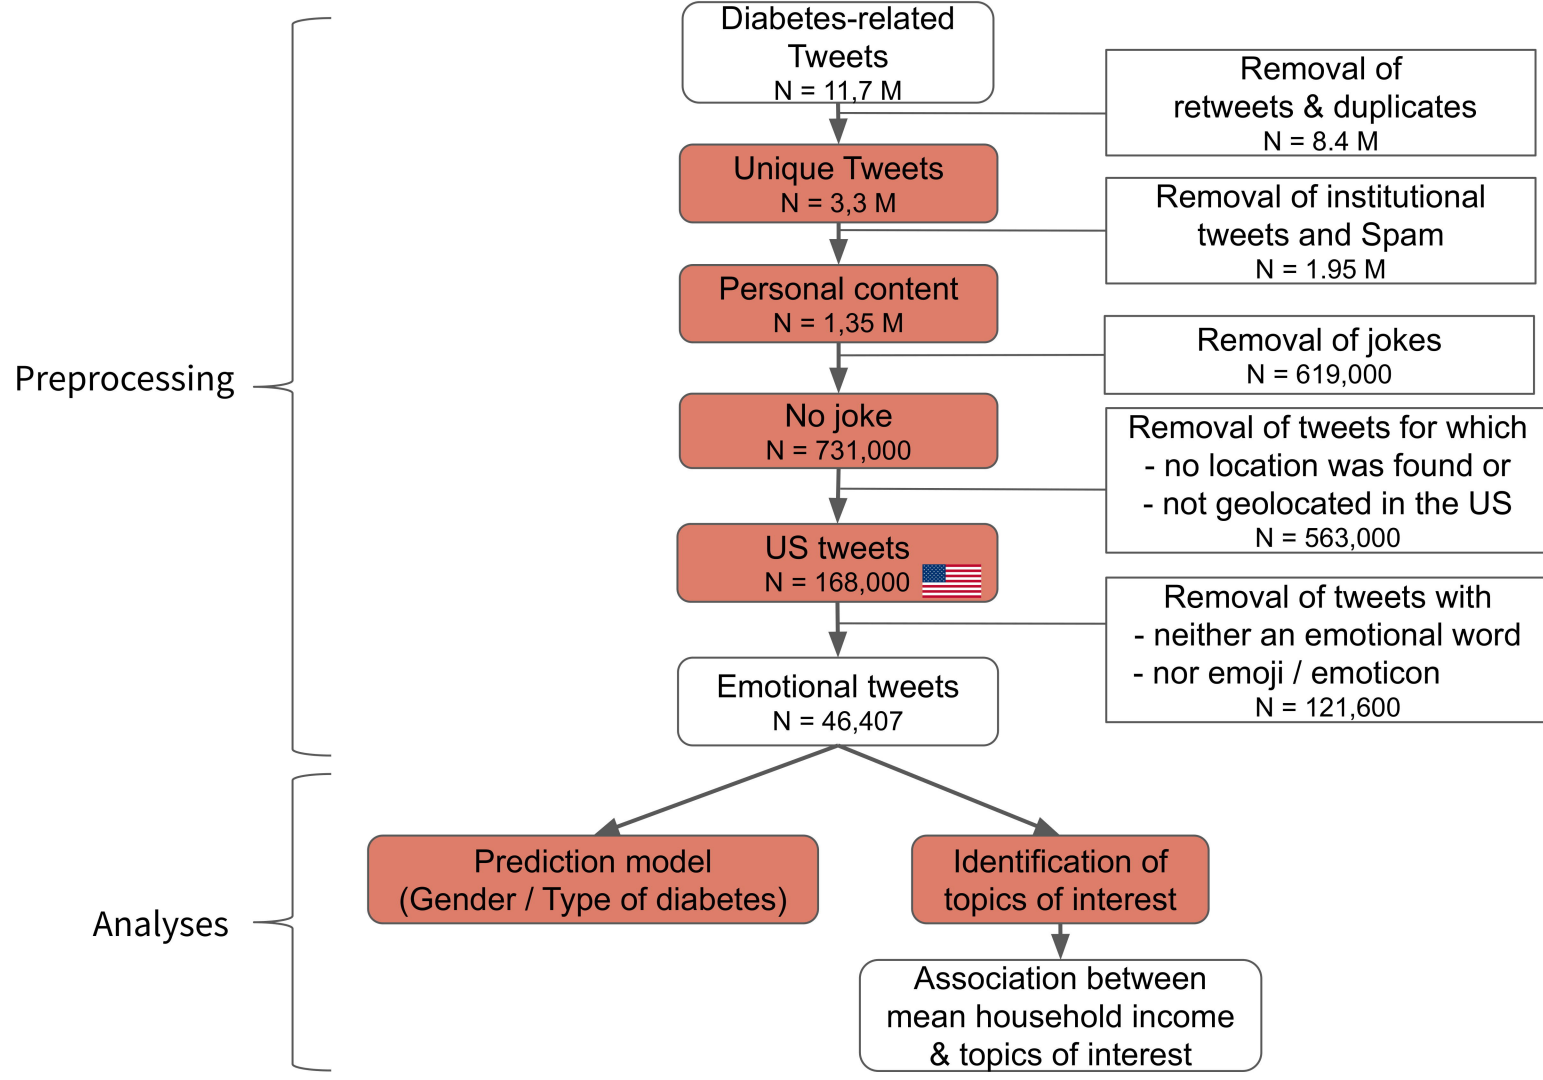 Diabetes-related
Tweets
N = 11,7 M
Removal of
retweets & duplicates
N = 8.4 M
Unique Tweets
N = 3,3 M
Removal of institutional
tweets and Spam
N = 1.95 M
Personal content
N = 1,35 M
Removal of jokes
N = 619,000
Preprocessing
No joke
N = 731,000
Removal of tweets for which
- no location was found or
- not geolocated in the US
N = 563,000
US tweets
N = 168,000
Removal of tweets with
- neither an emotional word
- nor emoji / emoticon
N = 121,600
Emotional tweets
N = 46,407
Analyses
Prediction model
(Gender / Type of diabetes)
Identification of
topics of interest
Association between
mean household income
& topics of interest